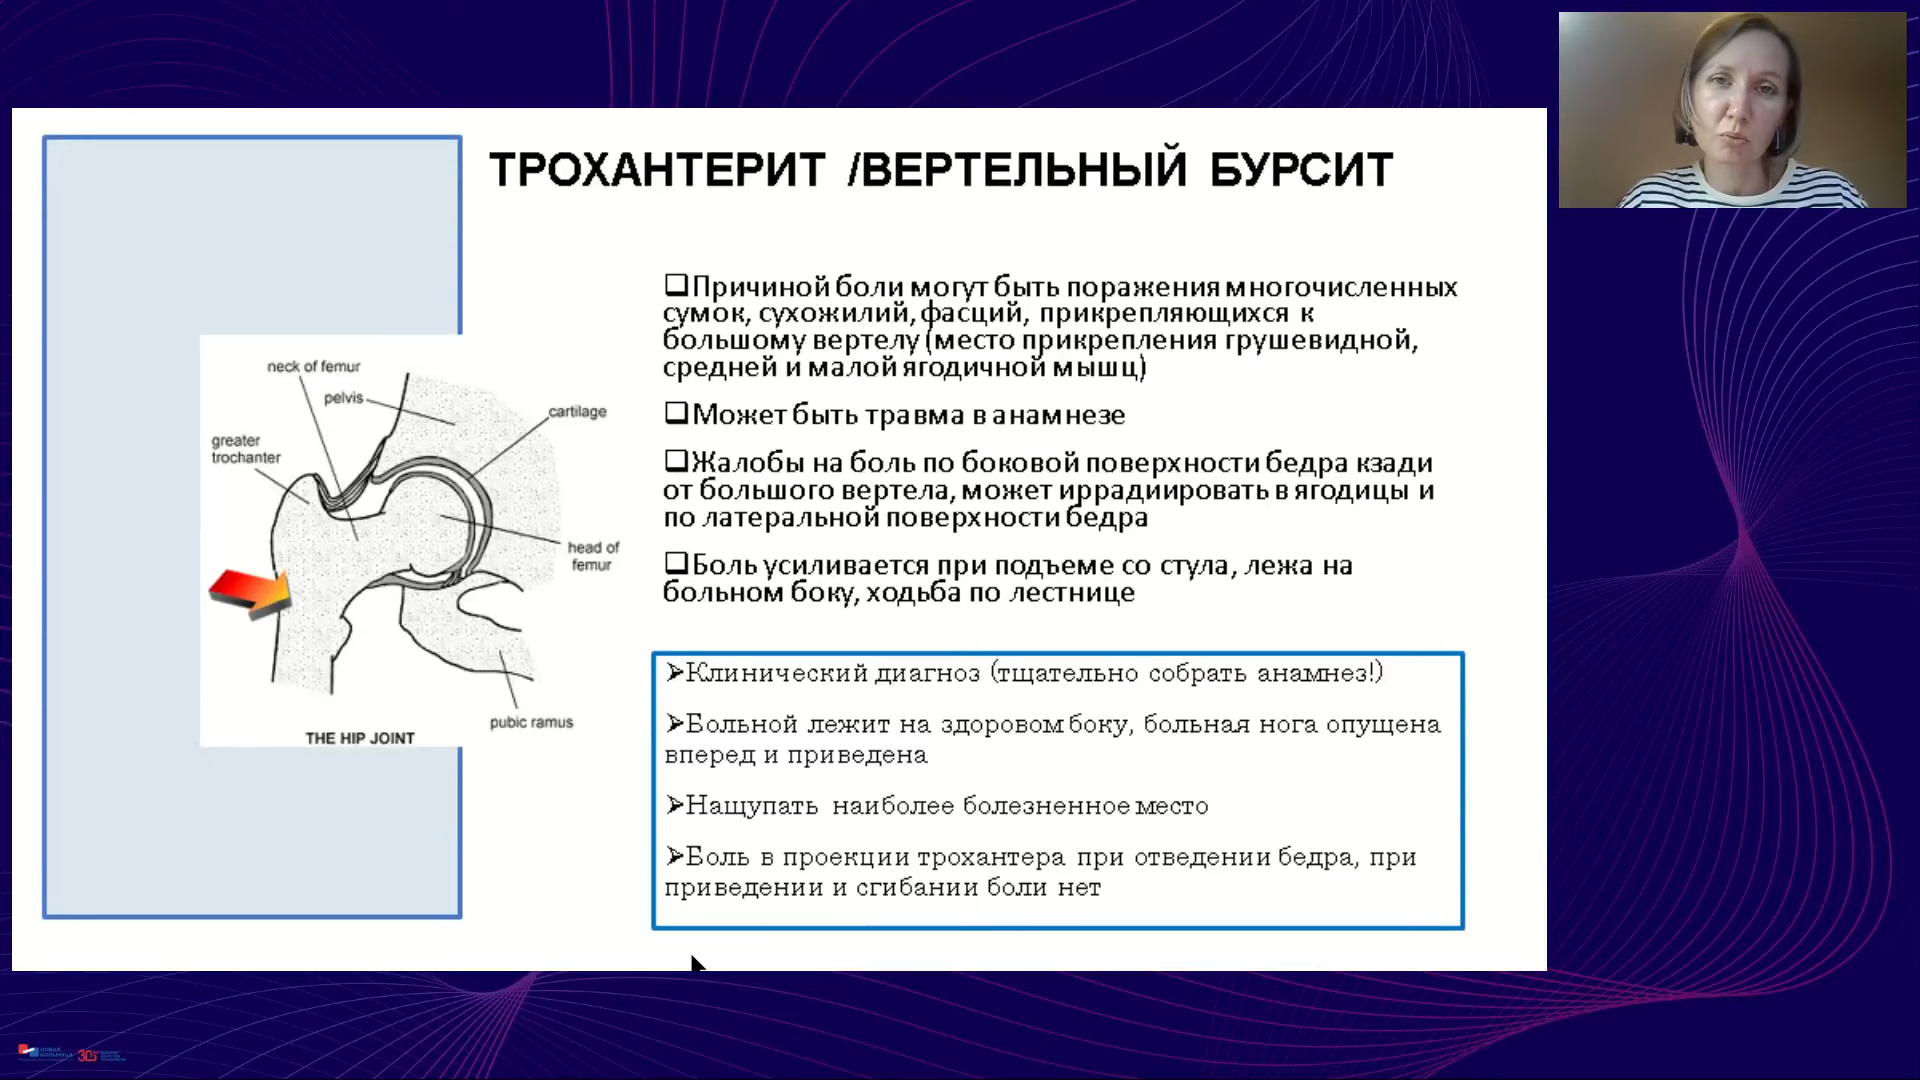 ТРОХАНТЕРИТ /ВЕРТЕЛЬНЫЙ БУРСИТ
❑Причиной боли могут быть поражения многочисленных
сумок, сухожилий, фасций, прикрепляющихся к
большому вертелу (место прикрепления грушевидной,
средней и малой ягодичной мышц)
❑Может быть травма в анамнезе
❑Жалобы на боль по боковой поверхности бедра кзади
от большого вертела, может иррадиировать в ягодицы и
по латеральной поверхности бедра
❑Боль усиливается при подъеме со стула, лежа на
больном боку, ходьба по лестнице
➢Клинический диагноз (тщательно собрать анамнез!)
➢Больной лежит на здоровом боку, больная нога опущена
вперед и приведена
➢Нащупать наиболее болезненное место
➢Боль в проекции трохантера при отведении бедра, при
приведении и сгибании боли нет
neck of femur
pelvis
cartilage
greater
trochanter
head of
femur
pubic ramus
THE HIP JOINT
НОВАЯ
БОЛЬНИЦА
30